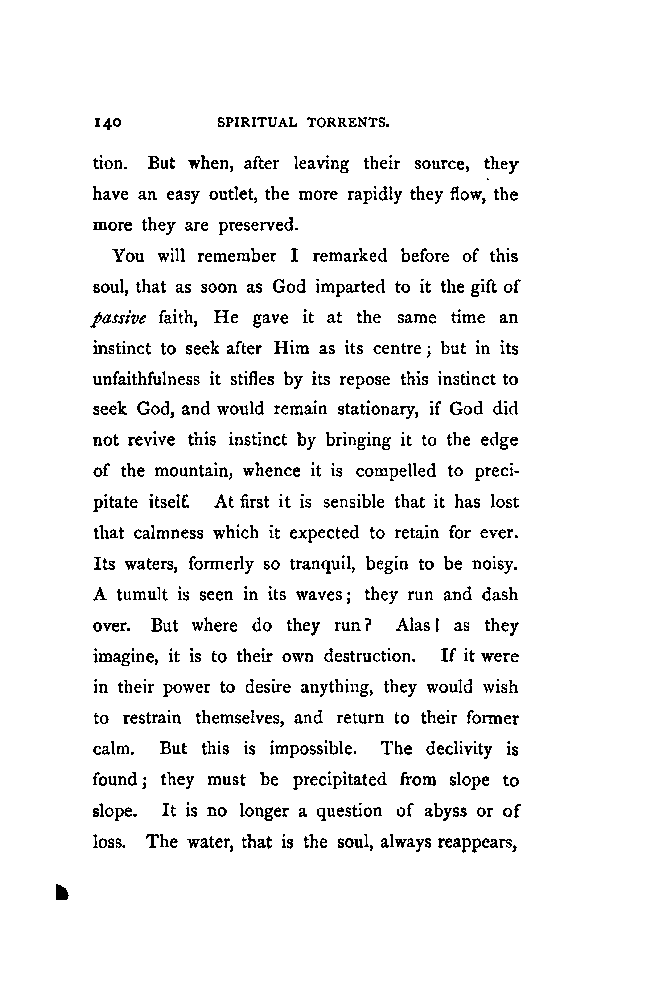 140 SPIRITUAL TORRENTS.
tion. But when, after leaving their source, they
have an easy outlet, the more rapidly they flow, the
more they are preserved.
You will remember I remarked before of this
soul, that as soon as God imparted to it the gift of
passive faith, He gave it at the same time an
instinct to seek after Him as its centre; but in its
unfaithfulness it stifles by its repose this instinct to
seek God, and would remain stationary, if God did
not revive this instinct by bringing it to the edge
of the mountain, whence it is compelled to preci-
pitate itself. At first it is sensible that it has lost
that calmness which it expected to retain for ever.
Its waters, formerly so tranquil, begin to be noisy.
A tumult is seen in its waves; they run and dash
over. But where do they run? Alas! as they
imagine, it is to their own destruction. If it were
in their power to desire anything, they would wish
to restrain themselves, and return to their former
calm. But this is impossible. The declivity is
found; they must be precipitated from slope to
slope. It is no longer a question of abyss or of
loss. The water, that is the soul, always reappears,